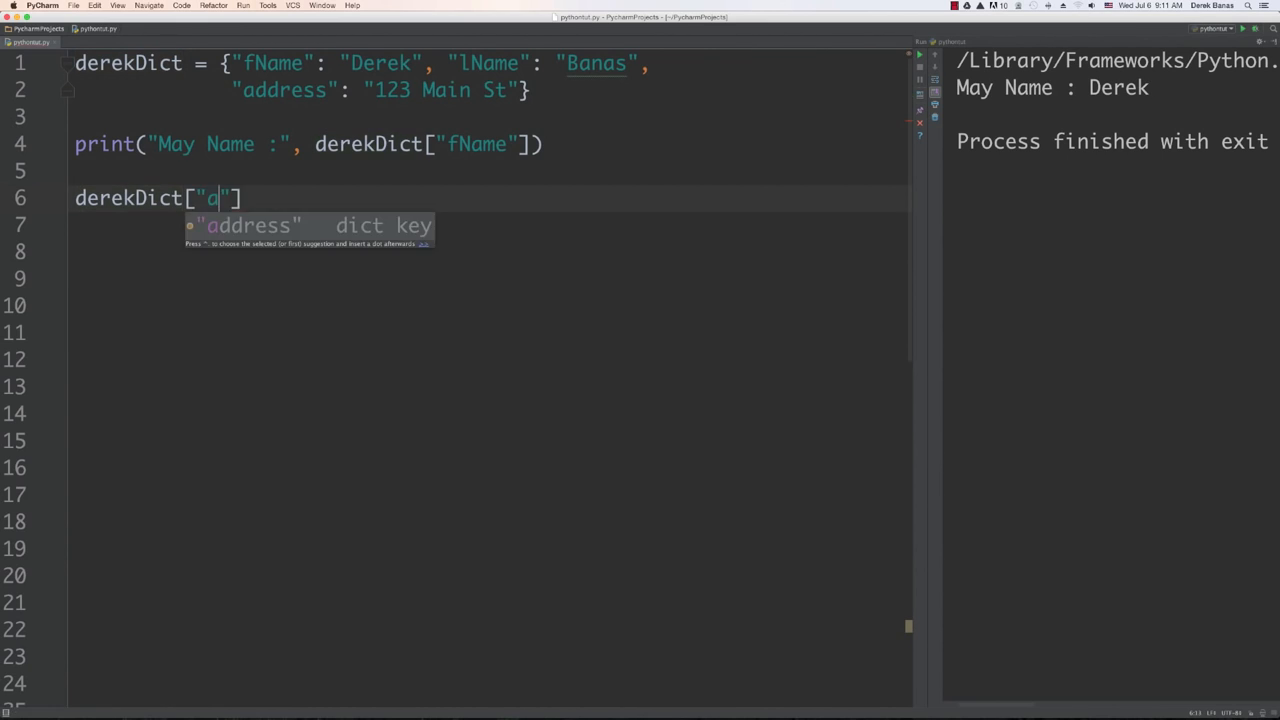 PyCharm File Edit View Navigate Code Refactor Run Tools VCS Window Help 10 Wed Jul 6 9:11 AM Derek Banas
pythontut.py - PycharmProjects - [~/PycharmProjects]
PycharmProjects pythontut.py pythontut
pythontut.py Run: pythontut
1 derekDict = {"fName": "Derek", "lName": "Banas",
2 "address": "123 Main St"}
3
4 print("May Name :", derekDict["fName"])
5
6 derekDict["a"]
7 "address" dict key
Press ^. to choose the selected (or first) suggestion and insert a dot afterwards >>
8
9
10
11
12
13
14
15
16
17
18
19
20
21
22
23
24
/Library/Frameworks/Python.
May Name : Derek
Process finished with exit
6:13 LF UTF-8